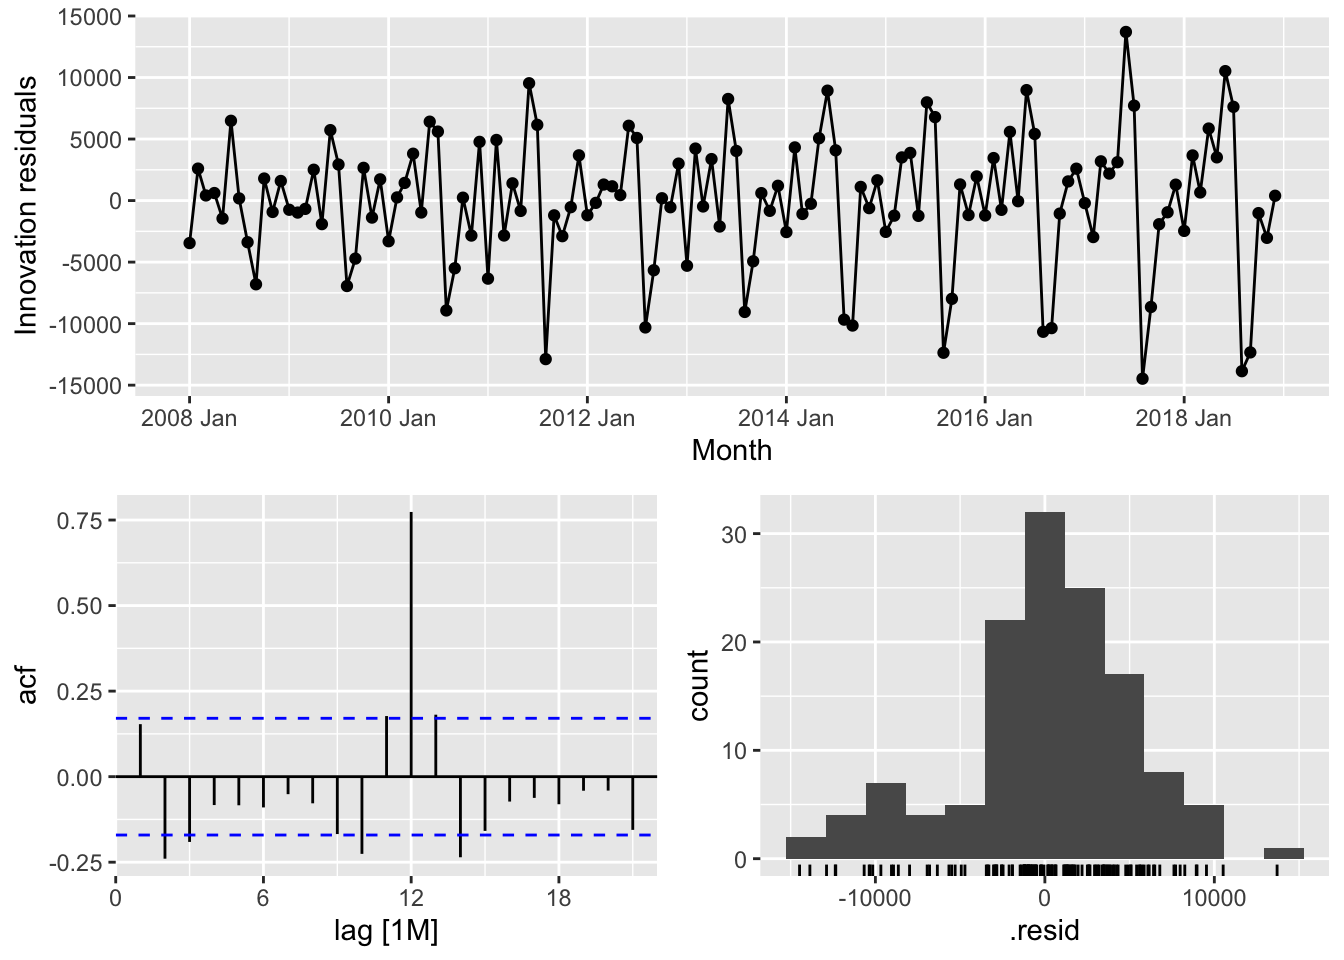 15000
10000
5000
0
-5000
-10000
-15000
Innovation residuals
2008 Jan 2010 Jan 2012 Jan 2014 Jan 2016 Jan 2018 Jan
Month
0.75
0.50
0.25
0.00
-0.25
acf
0 6 12 18
lag [1M]
30
20
10
0
count
-10000 0 10000
.resid